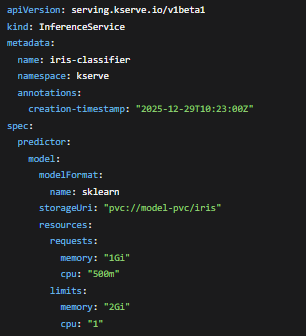 apiVersion: serving.kserve.io/v1beta1
kind: InferenceService
metadata:
  name: iris-classifier
  namespace: kserve
  annotations:
    creation-timestamp: "2025-12-29T10:23:00Z"
spec:
  predictor:
    model:
      modelFormat:
        name: sklearn
      storageUri: "pvc://model-pvc/iris"
      resources:
        requests:
          memory: "1Gi"
          cpu: "500m"
        limits:
          memory: "2Gi"
          cpu: "1"